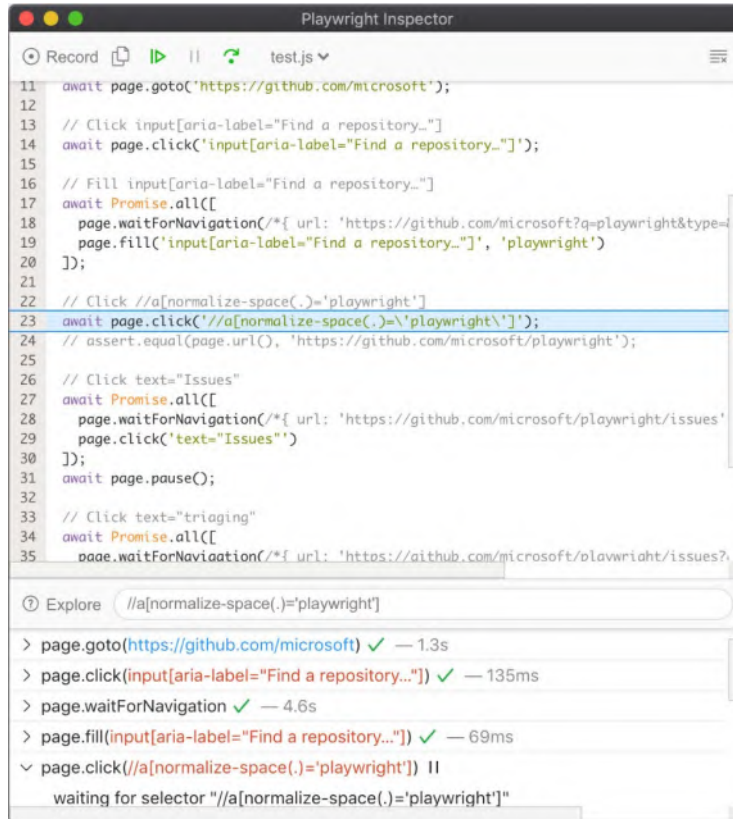 Playwright Inspector
Record test.js
11 await page.goto('https://github.com/microsoft');
12
13 // Click input[aria-label="Find a repository…"]
14 await page.click('input[aria-label="Find a repository…"]');
15
16 // Fill input[aria-label="Find a repository…"]
17 await Promise.all([
18 page.waitForNavigation(/*{ url: 'https://github.com/microsoft?q=playwright&type=
19 page.fill('input[aria-label="Find a repository…"]', 'playwright')
20 ]);
21
22 // Click //a[normalize-space(.)='playwright']
23 await page.click('//a[normalize-space(.)=\'playwright\']');
24 // assert.equal(page.url(), 'https://github.com/microsoft/playwright');
25
26 // Click text="Issues"
27 await Promise.all([
28 page.waitForNavigation(/*{ url: 'https://github.com/microsoft/playwright/issues'
29 page.click('text="Issues"')
30 ]);
31 await page.pause();
32
33 // Click text="triaging"
34 await Promise.all([
35 page.waitForNavigation(/*{ url: 'https://github.com/microsoft/playwright/issues?
? Explore //a[normalize-space(.)='playwright']
> page.goto(https://github.com/microsoft) ✓ — 1.3s
> page.click(input[aria-label="Find a repository..."]) ✓ — 135ms
> page.waitForNavigation ✓ — 4.6s
> page.fill(input[aria-label="Find a repository..."]) ✓ — 69ms
page.click(//a[normalize-space(.)='playwright'])
waiting for selector "//a[normalize-space(.)='playwright']"